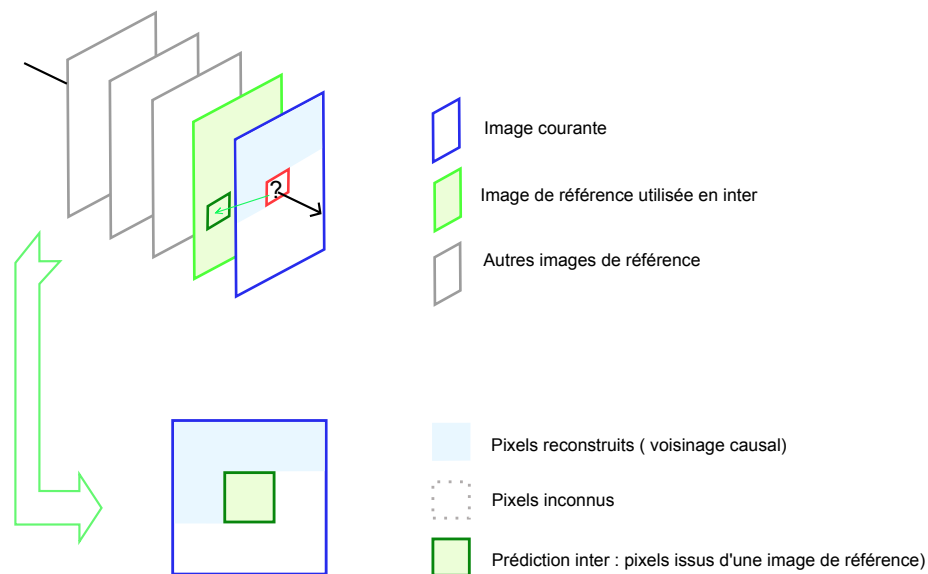 Image courante
?
Image de référence utilisée en inter
Autres images de référence
Pixels reconstruits ( voisinage causal)
Pixels inconnus
Prédiction inter : pixels issus d'une image de référence)